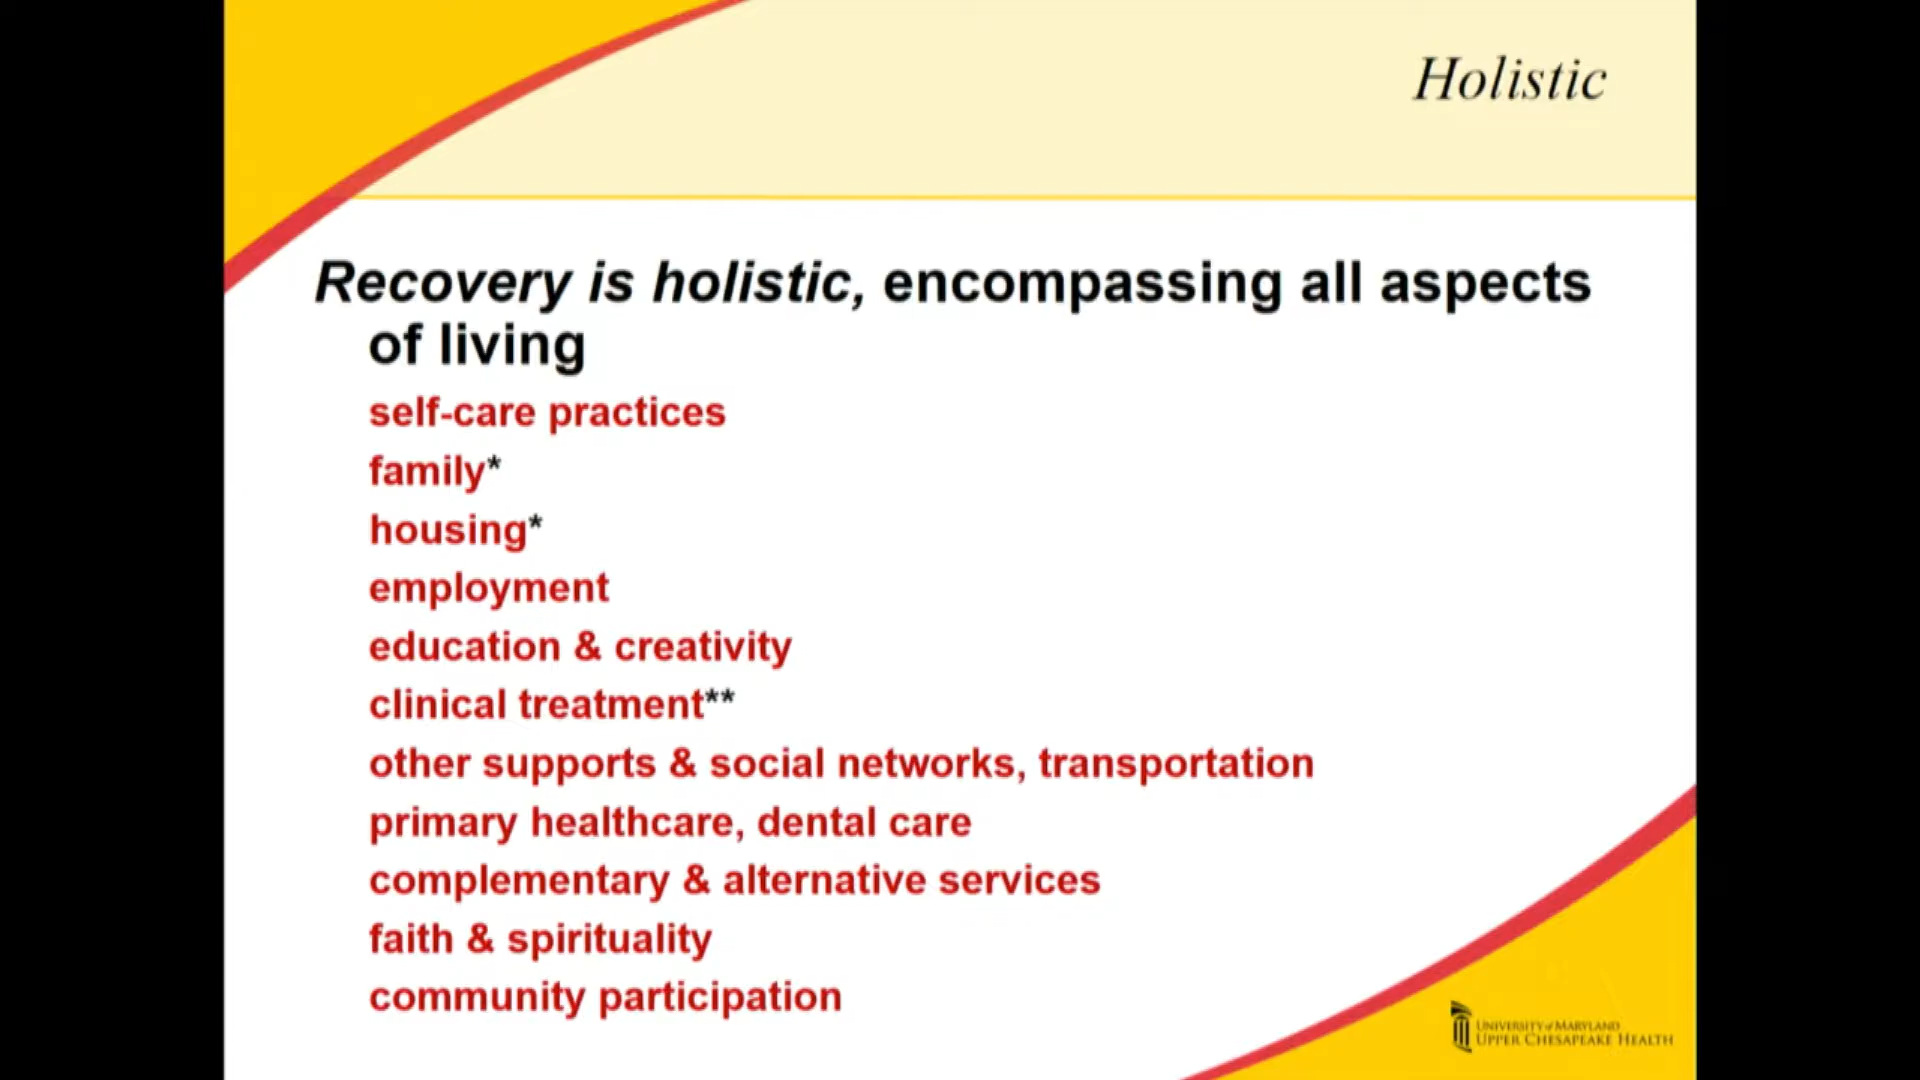 Holistic
Recovery is holistic, encompassing all aspects
of living
self-care practices
family*
housing*
employment
education & creativity
clinical treatment**
other supports & social networks, transportation
primary healthcare, dental care
complementary & alternative services
faith & spirituality
community participation
UNIVERSITY of MARYLAND
UPPER CHESAPEAKE HEALTH